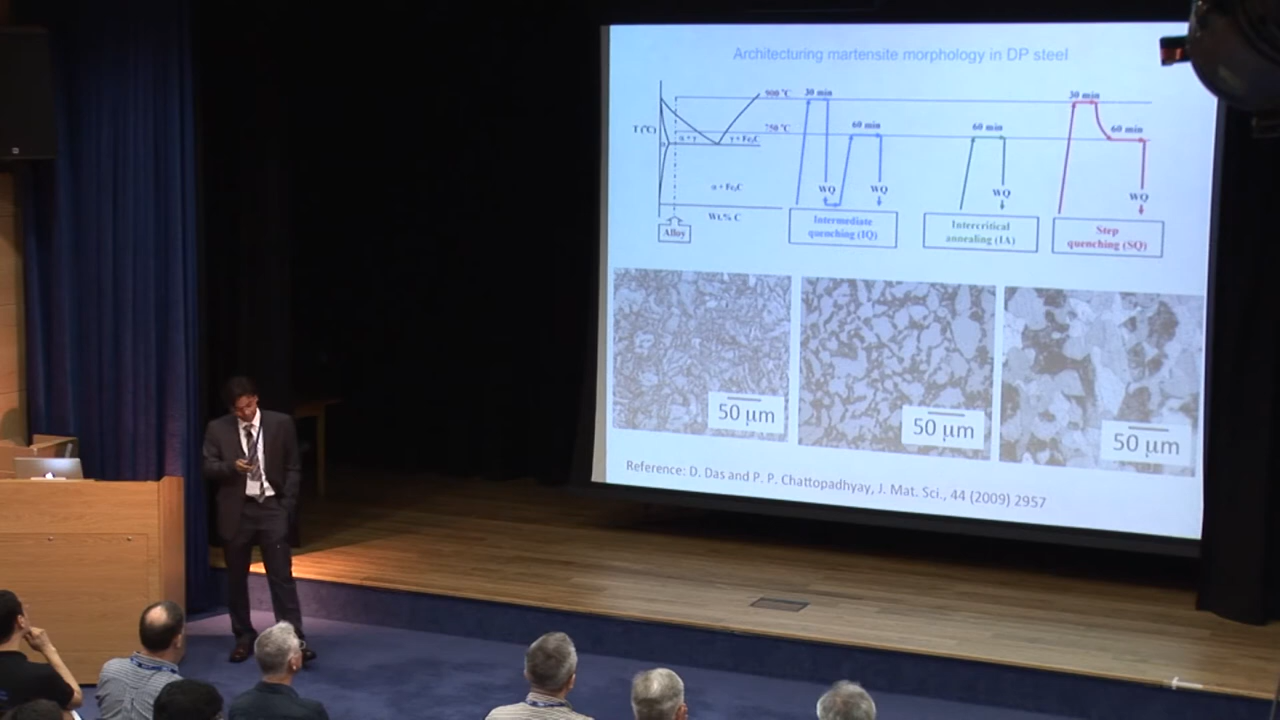 Architecturing martensite morphology in DP steel
900 °C
30 min
30 min
T (°C)
750 °C
60 min
60 min
60 min
α + γ
γ + Fe₃C
α
α + Fe₃C
WQ
WQ
WQ
WQ
Wt.% C
Alloy
Intermediate
quenching (IQ)
Intercritical
annealing (IA)
Step
quenching (SQ)
50 µm
50 µm
50 µm
Reference: D. Das and P. P. Chattopadhyay, J. Mat. Sci., 44 (2009) 2957